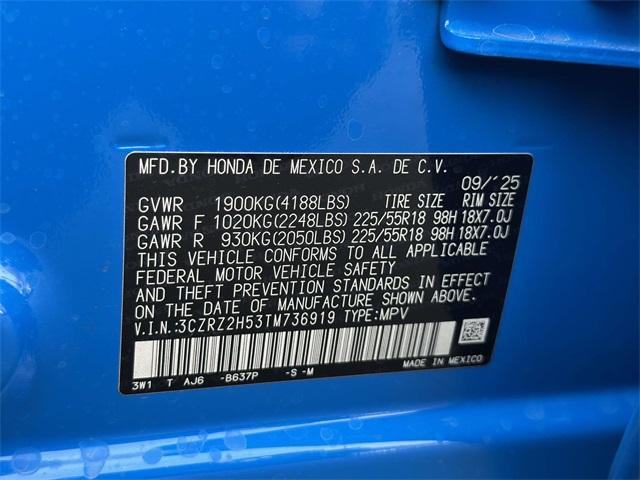 MFD.BY HONDA DE MEXICO S.A. DE C.V.
09/´25
GVWR 1900KG(4188LBS) TIRE SIZE RIM SIZE
GAWR F 1020KG(2248LBS) 225/55R18 98H 18X7.0J
GAWR R 930KG(2050LBS) 225/55R18 98H 18X7.0J
THIS VEHICLE CONFORMS TO ALL APPLICABLE
FEDERAL MOTOR VEHICLE SAFETY
AND THEFT PREVENTION STANDARDS IN EFFECT
ON THE DATE OF MANUFACTURE SHOWN ABOVE.
V.I.N.:3CZRZ2H53TM736919 TYPE:MPV
MADE IN MEXICO
3W1 T AJ6 -B637P -S -M